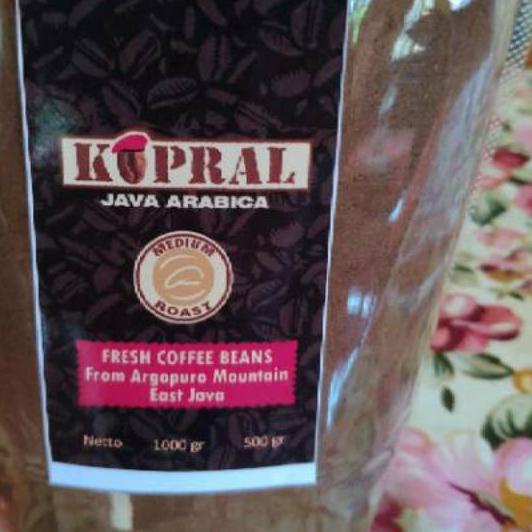 KOPRAL
JAVA ARABICA
MEDIUM
ROAST
FRESH COFFEE BEANS
From Argopuro Mountain
East Java
Netto 1000 gr 500 gr